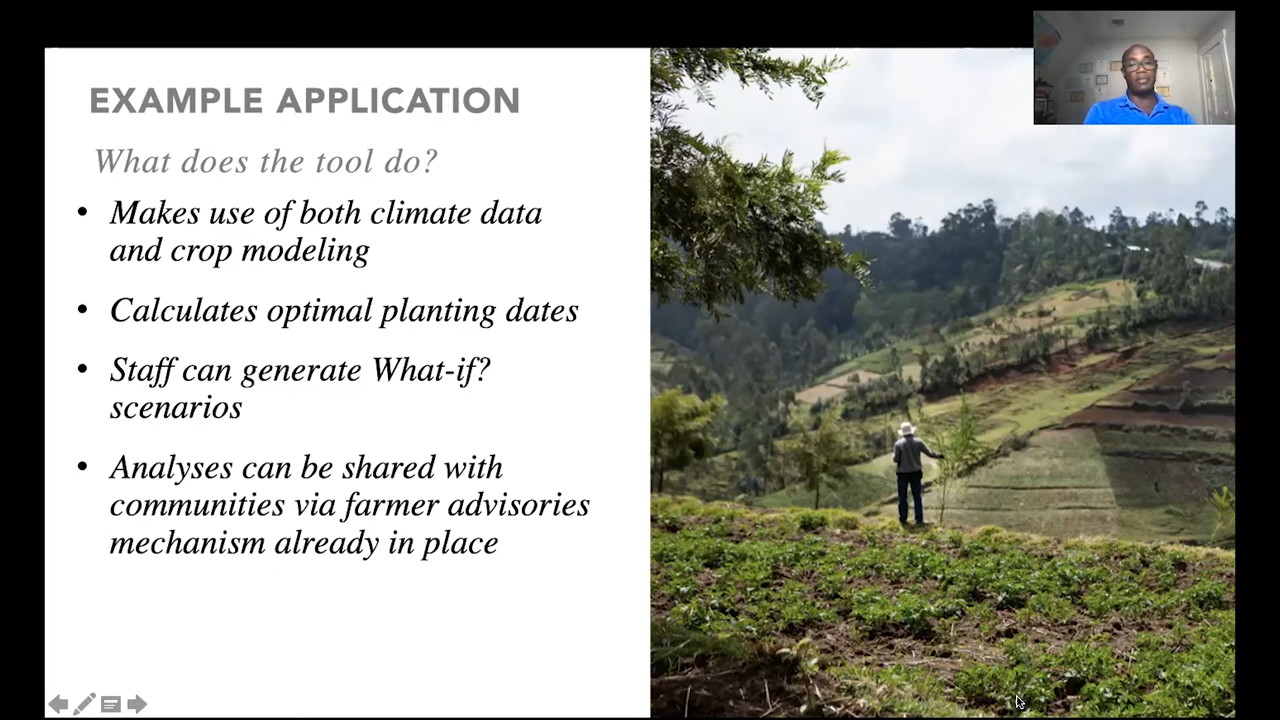 EXAMPLE APPLICATION
What does the tool do?
• Makes use of both climate data
and crop modeling
• Calculates optimal planting dates
• Staff can generate What-if?
scenarios
• Analyses can be shared with
communities via farmer advisories
mechanism already in place